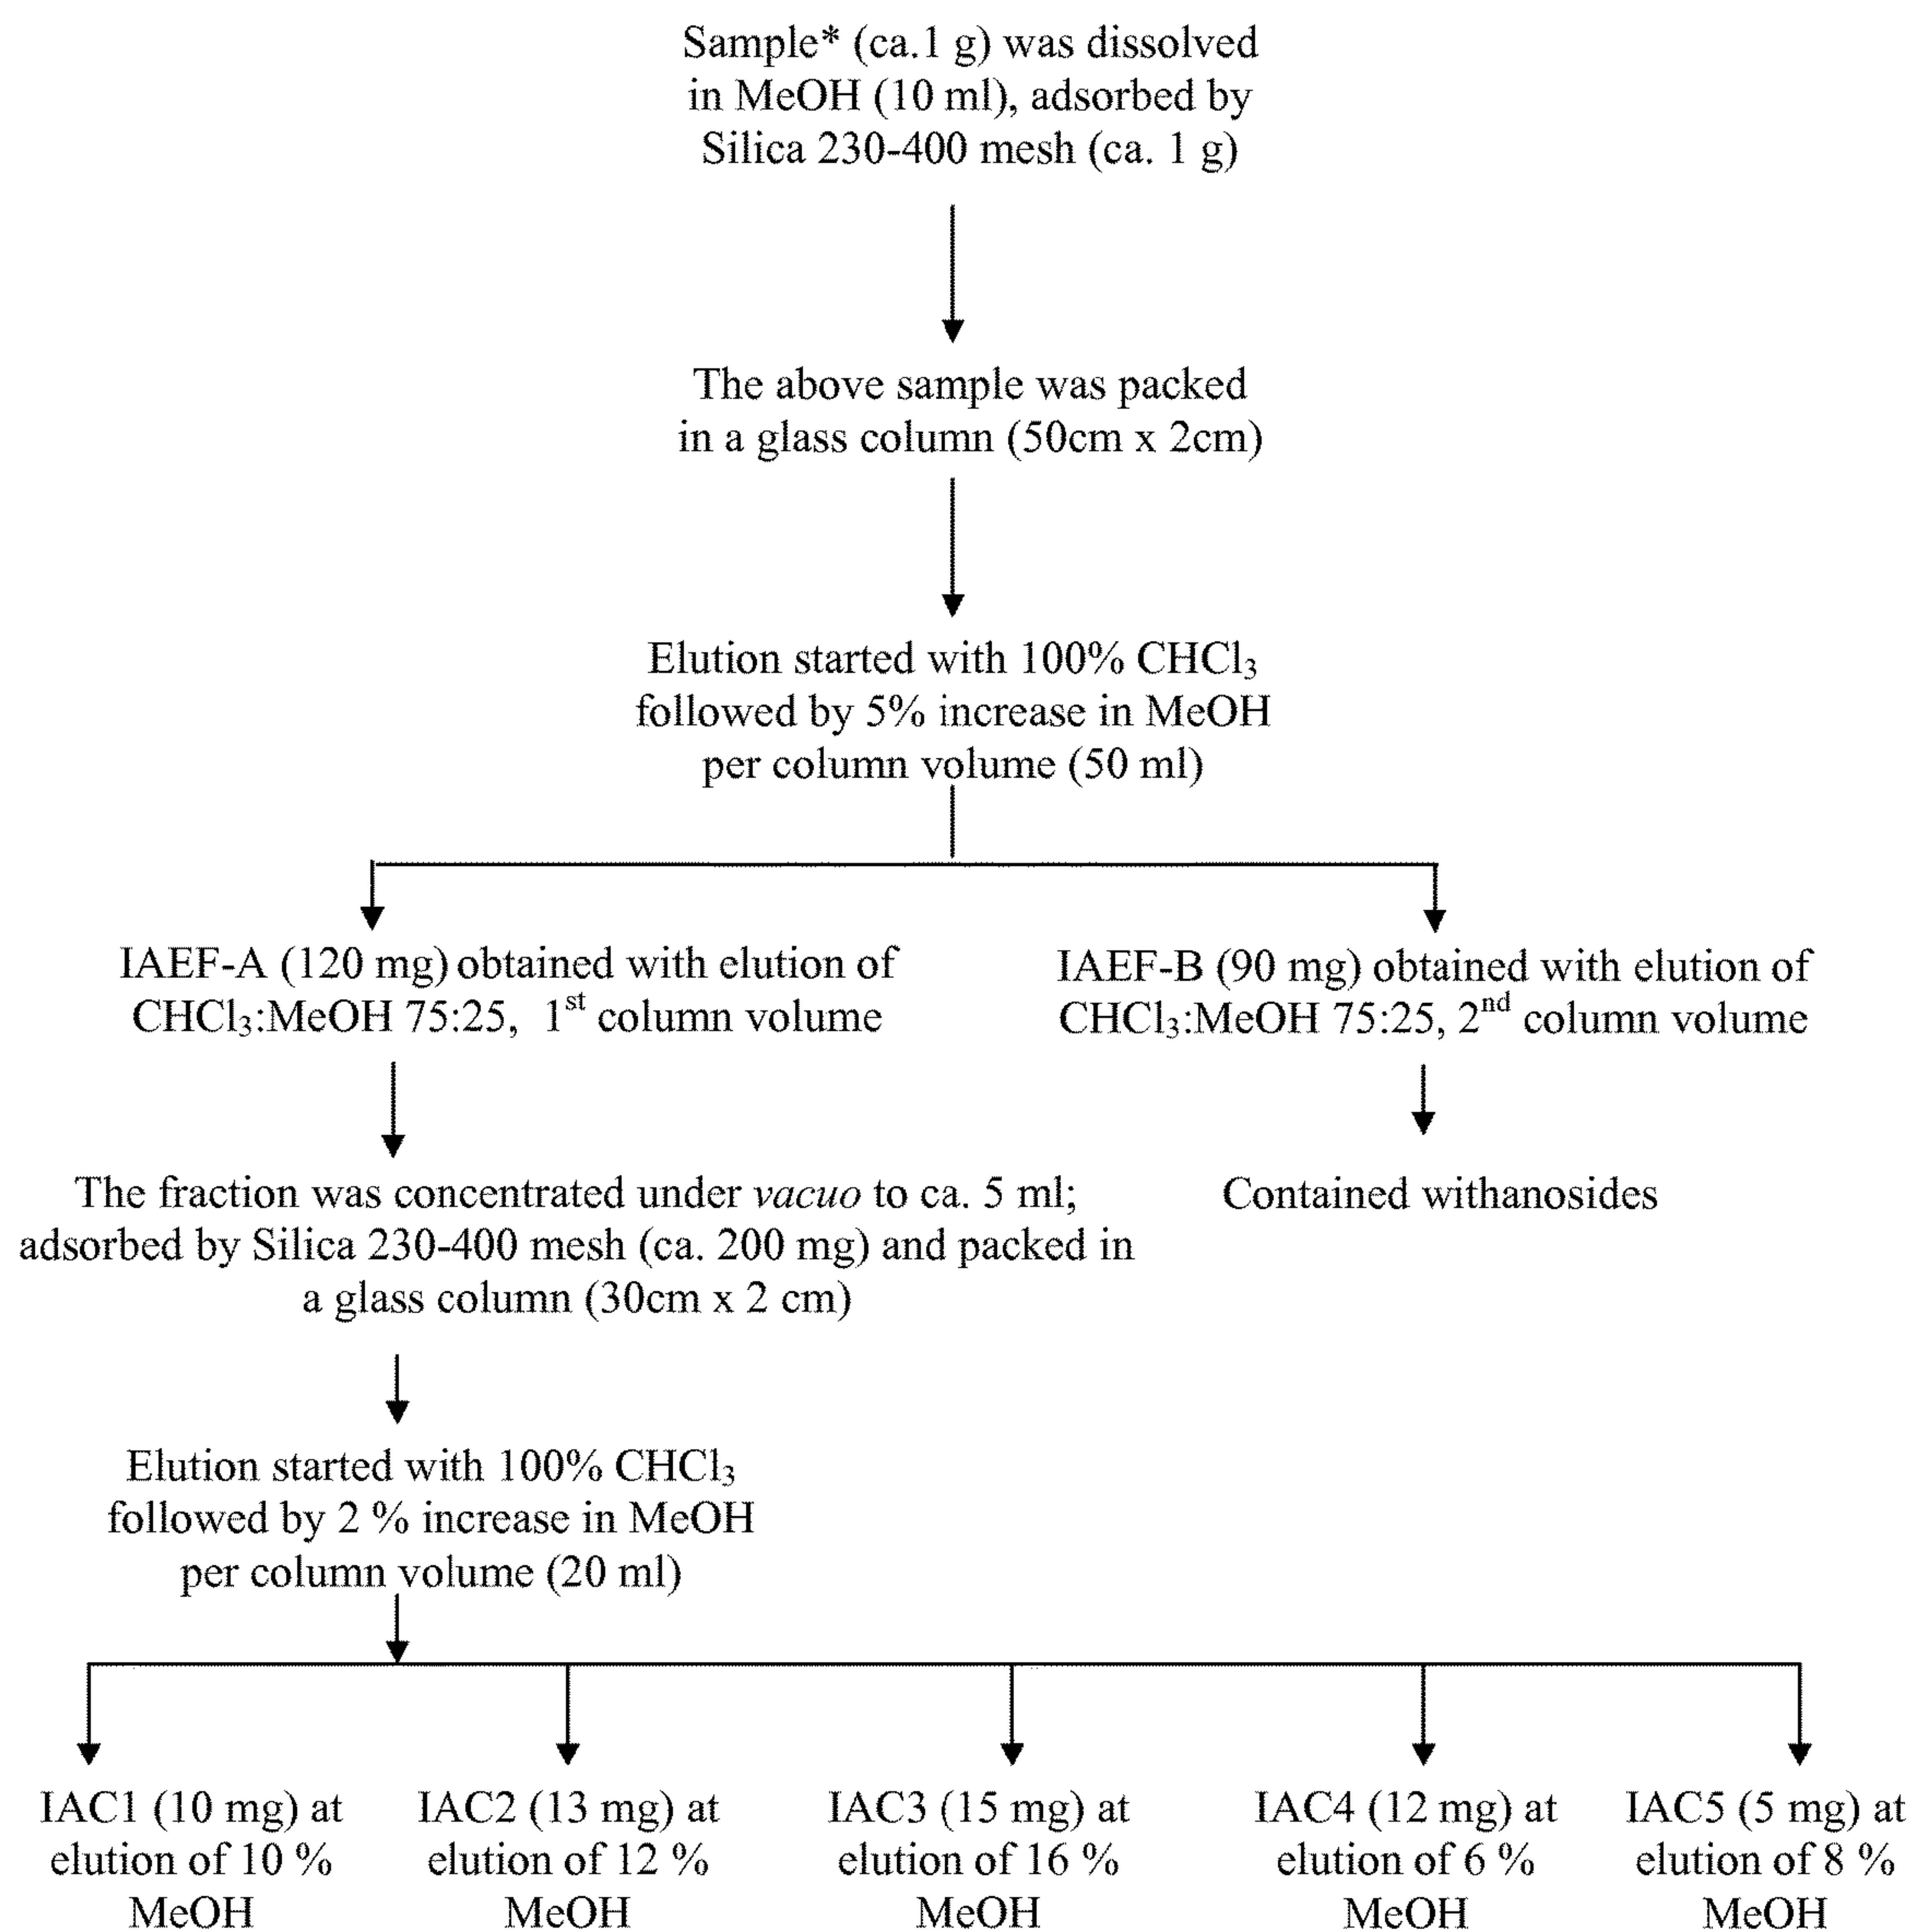 Sample* (ca.1 g) was dissolved
in MeOH (10 ml), adsorbed by
Silica 230-400 mesh (ca. 1 g)
The above sample was packed
in a glass column (50cm x 2cm)
Elution started with 100% CHCl₃
followed by 5% increase in MeOH
per column volume (50 ml)
IAEF-A (120 mg) obtained with elution of
CHCl₃:MeOH 75:25, 1ˢᵗ column volume
IAEF-B (90 mg) obtained with elution of
CHCl₃:MeOH 75:25, 2ⁿᵈ column volume
The fraction was concentrated under vacuo to ca. 5 ml;
adsorbed by Silica 230-400 mesh (ca. 200 mg) and packed in
a glass column (30cm x 2 cm)
Contained withanosides
Elution started with 100% CHCl₃
followed by 2 % increase in MeOH
per column volume (20 ml)
IAC1 (10 mg) at
elution of 10 %
MeOH
IAC2 (13 mg) at
elution of 12 %
MeOH
IAC3 (15 mg) at
elution of 16 %
MeOH
IAC4 (12 mg) at
elution of 6 %
MeOH
IAC5 (5 mg) at
elution of 8 %
MeOH